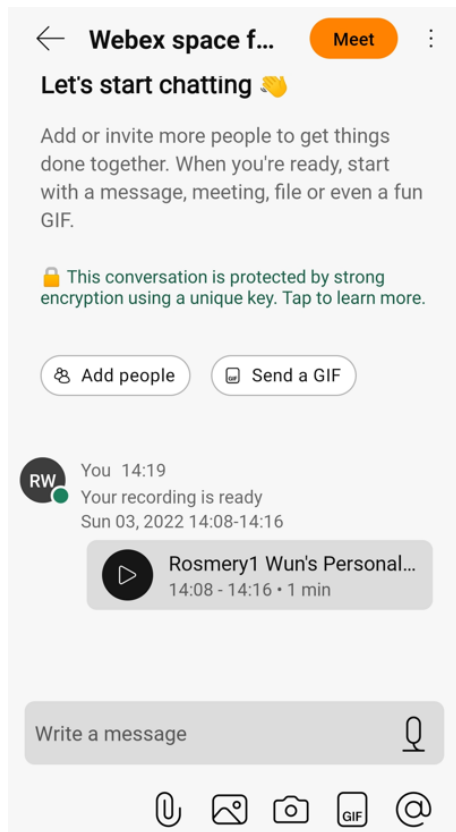 Webex space f...
Meet
Let's start chatting 👋
Add or invite more people to get things
done together. When you're ready, start
with a message, meeting, file or even a fun
GIF.
🔒 This conversation is protected by strong
encryption using a unique key. Tap to learn more.
Add people
GIF Send a GIF
RW
You 14:19
Your recording is ready
Sun 03, 2022 14:08-14:16
Rosmery1 Wun's Personal...
14:08 - 14:16 • 1 min
Write a message
GIF @